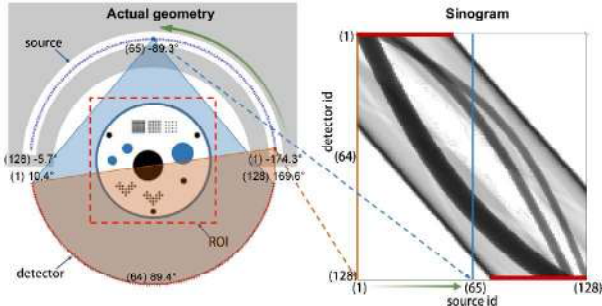 Actual geometry
source
(65) -89.3°
(128) -5.7°
(1) 10.4°
(1) -174.3°
(128) 169.6°
ROI
detector
(64) 89.4°
Sinogram
(1)
detector id
(64)
(128)
(1)
(65)
(128)
source id